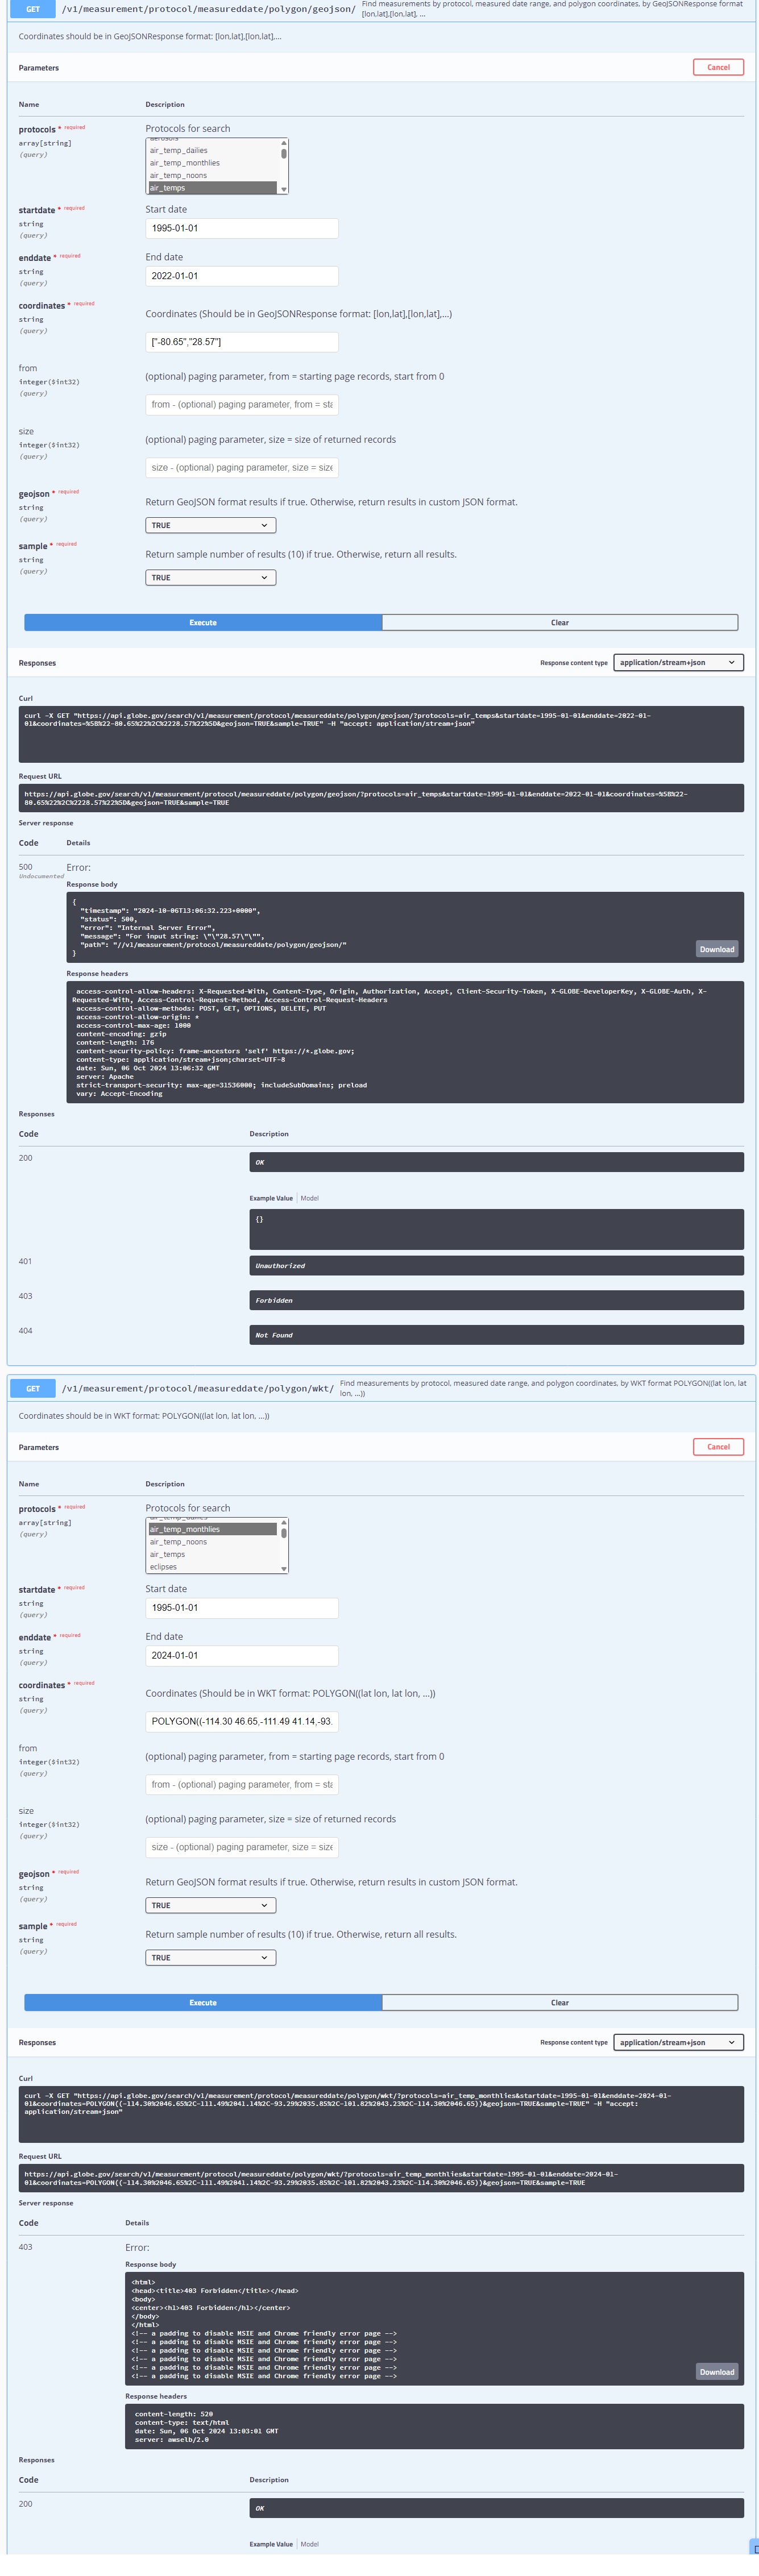 GET /v1/measurement/protocol/measureddate/polygon/geojson/ Find measurements by protocol, measured date range, and polygon coordinates, by GeoJSONResponse format
[lon,lat],[lon,lat], ...
Coordinates should be in GeoJSONResponse format: [lon,lat],[lon,lat],...
Parameters
Cancel
Name Description
protocols * required
array[string]
(query)
Protocols for search
air_temp_dailies
air_temp_monthlies
air_temp_noons
air_temps
startdate * required
string
(query)
Start date
1995-01-01
enddate * required
string
(query)
End date
2022-01-01
coordinates * required
string
(query)
Coordinates (Should be in GeoJSONResponse format: [lon,lat],[lon,lat],...)
["-80.65","28.57"]
from
integer($int32)
(query)
(optional) paging parameter, from = starting page records, start from 0
from - (optional) paging parameter, from = sta
size
integer($int32)
(query)
(optional) paging parameter, size = size of returned records
size - (optional) paging parameter, size = size
geojson * required
string
(query)
Return GeoJSON format results if true. Otherwise, return results in custom JSON format.
TRUE
sample * required
string
(query)
Return sample number of results (10) if true. Otherwise, return all results.
TRUE
Execute Clear
Responses
Response content type application/stream+json
Curl
curl -X GET "https://api.globe.gov/search/v1/measurement/protocol/measureddate/polygon/geojson/?protocols=air_temps&startdate=1995-01-01&enddate=2022-01-
01&coordinates=%5B%22-80.65%22%2C%2228.57%22%5D&geojson=TRUE&sample=TRUE" -H "accept: application/stream+json"
Request URL
https://api.globe.gov/search/v1/measurement/protocol/measureddate/polygon/geojson/?protocols=air_temps&startdate=1995-01-01&enddate=2022-01-01&coordinates=%5B%22-
80.65%22%2C%2228.57%22%5D&geojson=TRUE&sample=TRUE
Server response
Code Details
500
Undocumented
Error:
Response body
{
"timestamp": "2024-10-06T13:06:32.223+0000",
"status": 500,
"error": "Internal Server Error",
"message": "For input string: \"\"28.57\"\"",
"path": "//v1/measurement/protocol/measureddate/polygon/geojson/"
}
Download
Response headers
access-control-allow-headers: X-Requested-With, Content-Type, Origin, Authorization, Accept, Client-Security-Token, X-GLOBE-DeveloperKey, X-GLOBE-Auth, X-
Requested-With, Access-Control-Request-Method, Access-Control-Request-Headers
access-control-allow-methods: POST, GET, OPTIONS, DELETE, PUT
access-control-allow-origin: *
access-control-max-age: 1000
content-encoding: gzip
content-length: 176
content-security-policy: frame-ancestors 'self' https://*.globe.gov;
content-type: application/stream+json;charset=UTF-8
date: Sun, 06 Oct 2024 13:06:32 GMT
server: Apache
strict-transport-security: max-age=31536000; includeSubDomains; preload
vary: Accept-Encoding
Responses
Code Description
200
OK
Example Value Model
{}
401
Unauthorized
403
Forbidden
404
Not Found
GET /v1/measurement/protocol/measureddate/polygon/wkt/ Find measurements by protocol, measured date range, and polygon coordinates, by WKT format POLYGON((lat lon, lat
lon, ...))
Coordinates should be in WKT format: POLYGON((lat lon, lat lon, ...))
Parameters
Cancel
Name Description
protocols * required
array[string]
(query)
Protocols for search
air_temp_monthlies
air_temp_noons
air_temps
eclipses
startdate * required
string
(query)
Start date
1995-01-01
enddate * required
string
(query)
End date
2024-01-01
coordinates * required
string
(query)
Coordinates (Should be in WKT format: POLYGON((lat lon, lat lon, ...))
POLYGON((-114.30 46.65,-111.49 41.14,-93.
from
integer($int32)
(query)
(optional) paging parameter, from = starting page records, start from 0
from - (optional) paging parameter, from = sta
size
integer($int32)
(query)
(optional) paging parameter, size = size of returned records
size - (optional) paging parameter, size = size
geojson * required
string
(query)
Return GeoJSON format results if true. Otherwise, return results in custom JSON format.
TRUE
sample * required
string
(query)
Return sample number of results (10) if true. Otherwise, return all results.
TRUE
Execute Clear
Responses
Response content type application/stream+json
Curl
curl -X GET "https://api.globe.gov/search/v1/measurement/protocol/measureddate/polygon/wkt/?protocols=air_temp_monthlies&startdate=1995-01-01&enddate=2024-01-
01&coordinates=POLYGON((-114.30%2046.65%2C-111.49%2041.14%2C-93.29%2035.85%2C-101.82%2043.23%2C-114.30%2046.65))&geojson=TRUE&sample=TRUE" -H "accept:
application/stream+json"
Request URL
https://api.globe.gov/search/v1/measurement/protocol/measureddate/polygon/wkt/?protocols=air_temp_monthlies&startdate=1995-01-01&enddate=2024-01-
01&coordinates=POLYGON((-114.30%2046.65%2C-111.49%2041.14%2C-93.29%2035.85%2C-101.82%2043.23%2C-114.30%2046.65))&geojson=TRUE&sample=TRUE
Server response
Code Details
403
Error:
Response body
<html>
<head><title>403 Forbidden</title></head>
<body>
<center><h1>403 Forbidden</h1></center>
</body>
</html>
<!-- a padding to disable MSIE and Chrome friendly error page -->
<!-- a padding to disable MSIE and Chrome friendly error page -->
<!-- a padding to disable MSIE and Chrome friendly error page -->
<!-- a padding to disable MSIE and Chrome friendly error page -->
<!-- a padding to disable MSIE and Chrome friendly error page -->
<!-- a padding to disable MSIE and Chrome friendly error page -->
Download
Response headers
content-length: 520
content-type: text/html
date: Sun, 06 Oct 2024 13:03:01 GMT
server: awselb/2.0
Responses
Code Description
200
OK
Example Value Model